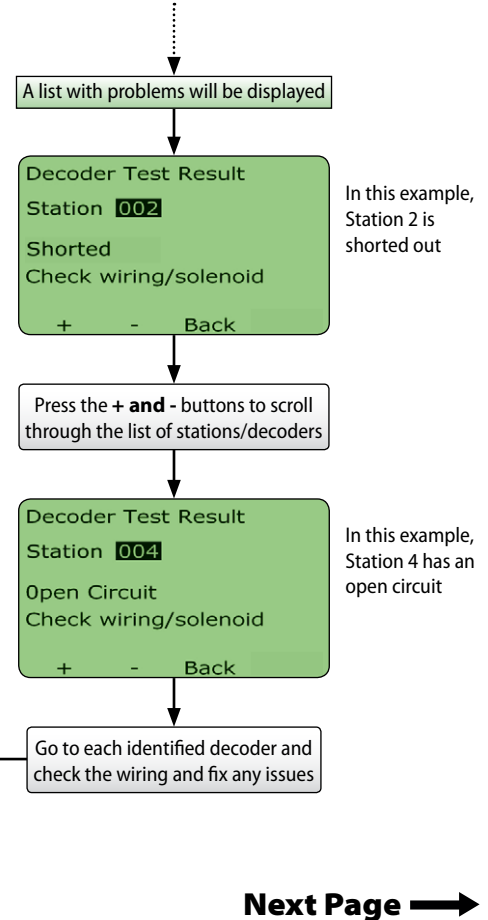 A list with problems will be displayed
Decoder Test Result
Station 002
Shorted
Check wiring/solenoid
+ - Back
In this example,
Station 2 is
shorted out
Press the + and - buttons to scroll
through the list of stations/decoders
Decoder Test Result
Station 004
0pen Circuit
Check wiring/solenoid
+ - Back
In this example,
Station 4 has an
open circuit
Go to each identified decoder and
check the wiring and fix any issues
Next Page